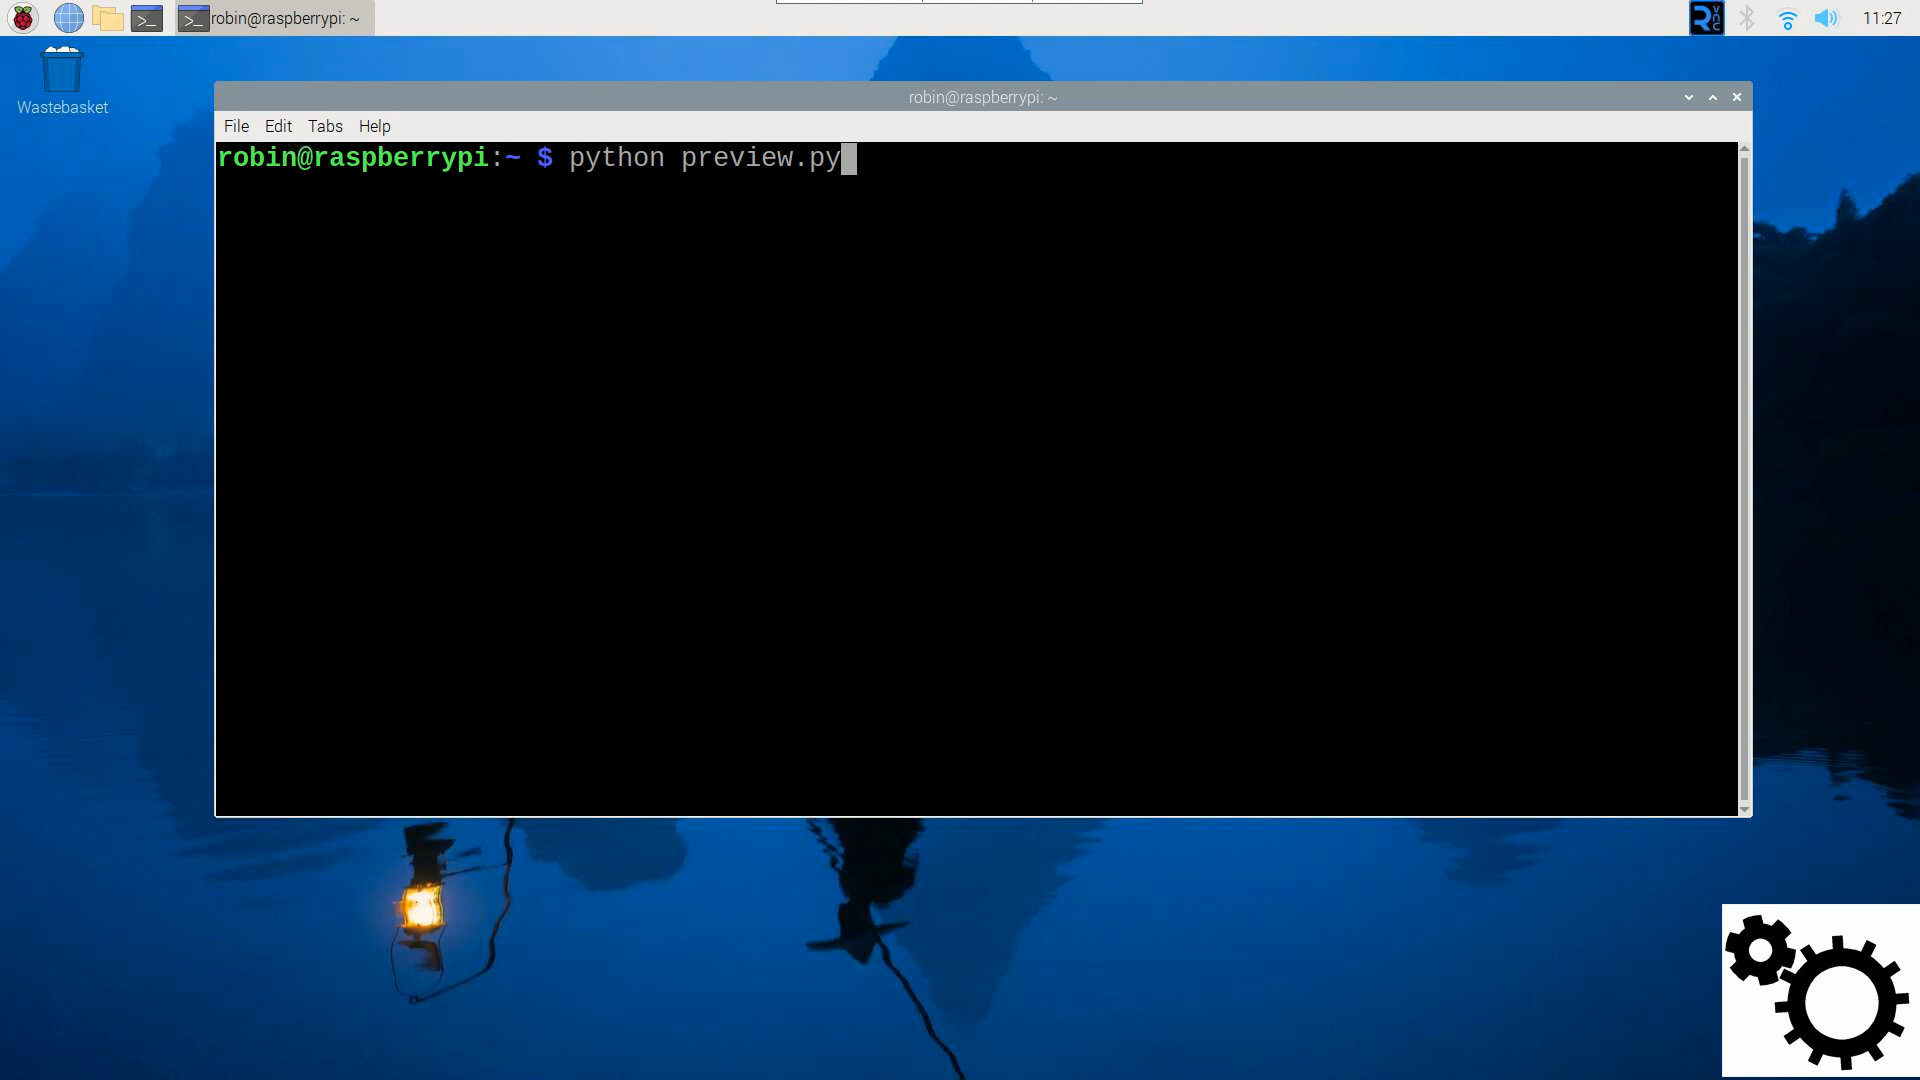 robin@raspberrypi: ~
11:27
Wastebasket
robin@raspberrypi: ~
File Edit Tabs Help
robin@raspberrypi:~ $ python preview.py